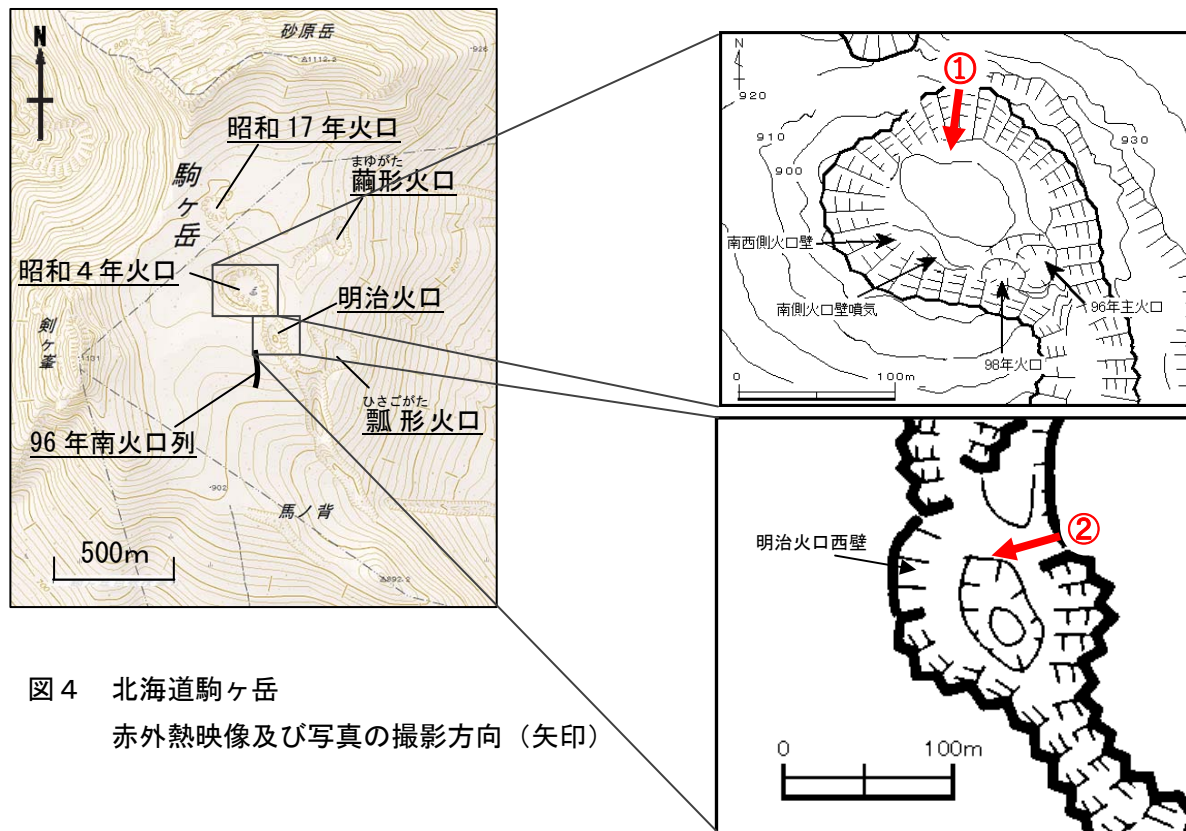 N
砂原岳
△1112.2
昭和17年火口
まゆがた
繭形火口
駒ヶ岳
昭和4年火口
明治火口
剣ヶ峯
ひさごがた
瓢形火口
96年南火口列
・902
馬ノ背
500m
△892.2
N
①
920
910
900
930
南西側火口壁
南側火口壁噴気
96年主火口
98年火口
0 100m
②
明治火口西壁
0 100m
図4 北海道駒ヶ岳
赤外熱映像及び写真の撮影方向（矢印）